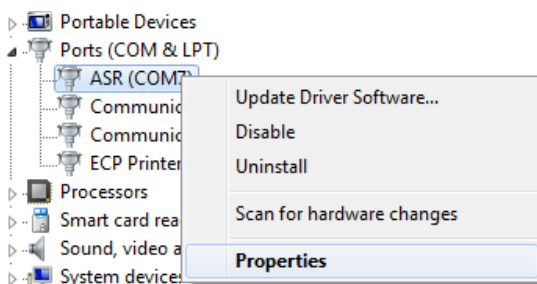 Portable Devices
Ports (COM & LPT)
ASR (COM7)
Communic
Communic
ECP Printer
Processors
Smart card rea
Sound, video a
System devices
Update Driver Software...
Disable
Uninstall
Scan for hardware changes
Properties